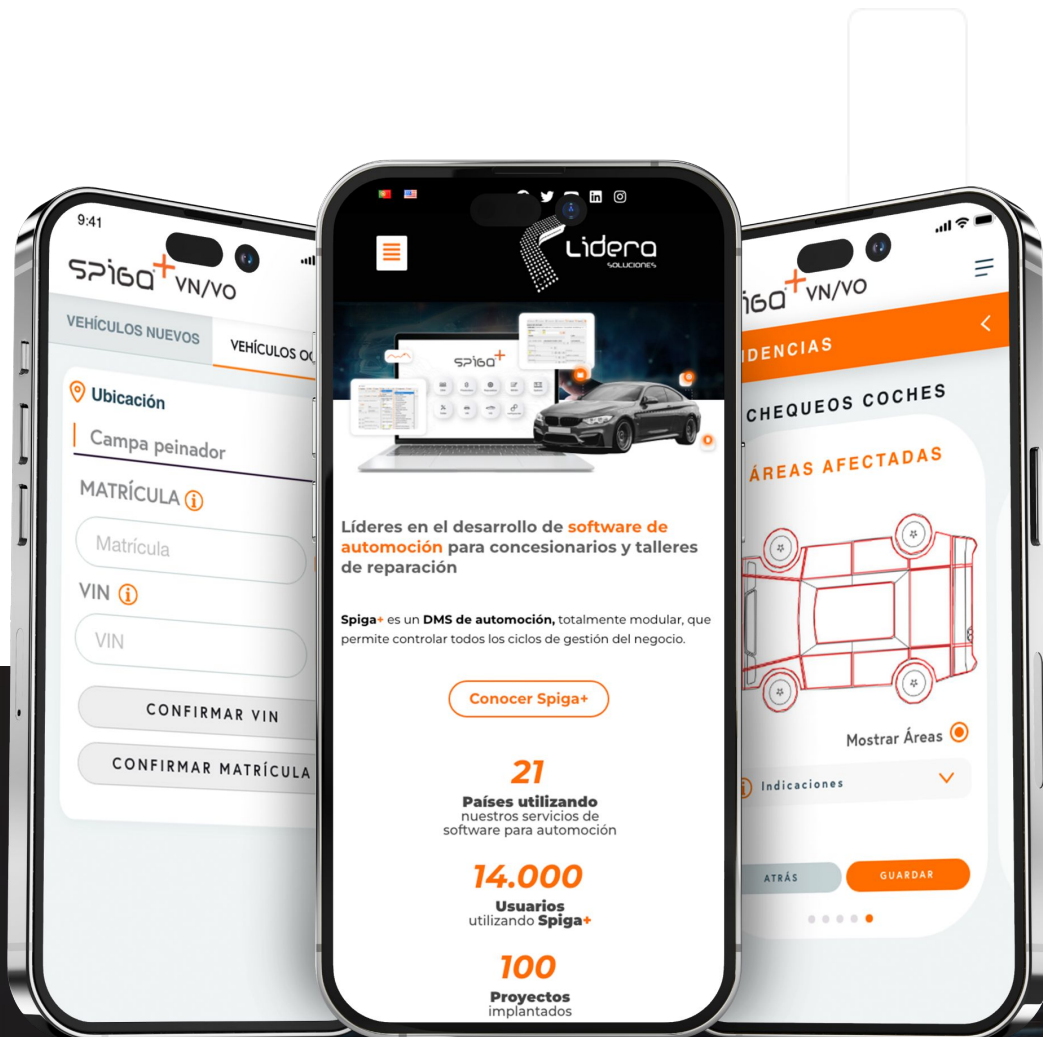 9:41
Spiga+ VN/VO
VEHÍCULOS NUEVOS
VEHÍCULOS OC
Ubicación
Campa peinador
MATRÍCULA
Matrícula
VIN
VIN
CONFIRMAR VIN
CONFIRMAR MATRÍCULA
Lidera
SOLUCIONES
Spiga+
Líderes en el desarrollo de software de
automoción para concesionarios y talleres
de reparación
Spiga+ es un DMS de automoción, totalmente modular, que
permite controlar todos los ciclos de gestión del negocio.
Conocer Spiga+
21
Países utilizando
nuestros servicios de
software para automoción
14.000
Usuarios
utilizando Spiga+
100
Proyectos
implantados
iga+ VN/VO
IDENCIAS
CHEQUEOS COCHES
ÁREAS AFECTADAS
Mostrar Áreas
Indicaciones
ATRÁS
GUARDAR